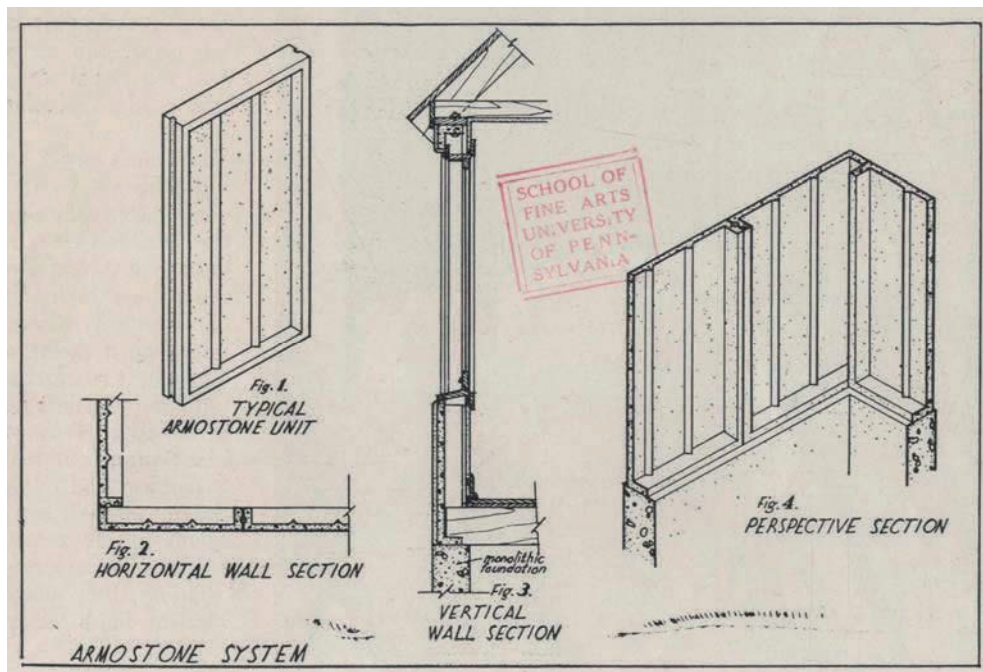 SCHOOL OF
FINE ARTS
UNIVERSITY
OF PENN-
SYLVANIA
Fig. 1.
TYPICAL
ARMOSTONE UNIT
Fig. 2.
HORIZONTAL WALL SECTION
monolithic
foundation
Fig. 3.
VERTICAL
WALL SECTION
Fig. 4.
PERSPECTIVE SECTION
ARMOSTONE SYSTEM